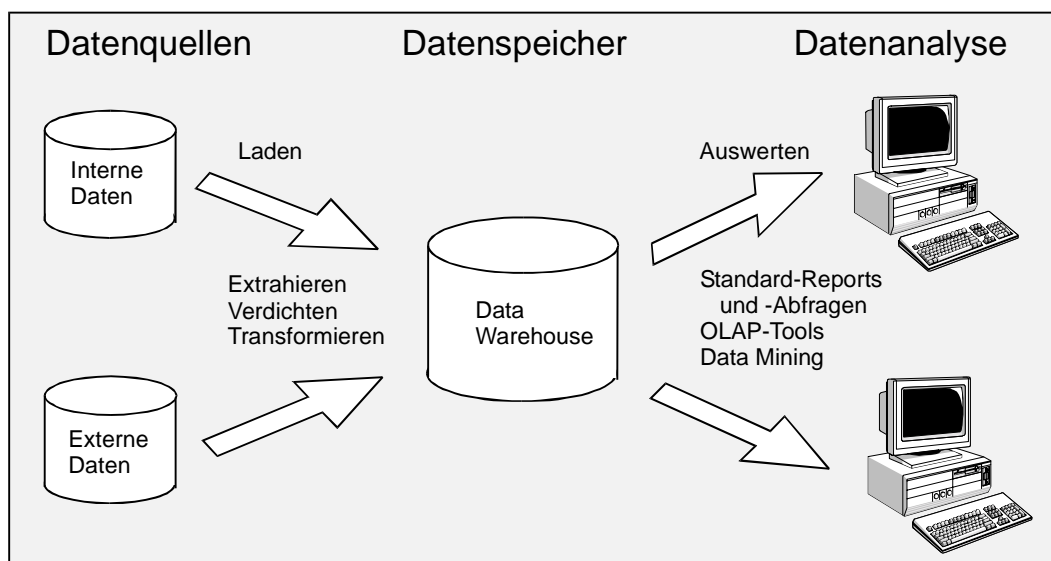 Datenquellen
Datenspeicher
Datenanalyse
Interne
Daten
Laden
Extrahieren
Verdichten
Transformieren
Externe
Daten
Data
Warehouse
Auswerten
Standard-Reports
und -Abfragen
OLAP-Tools
Data Mining